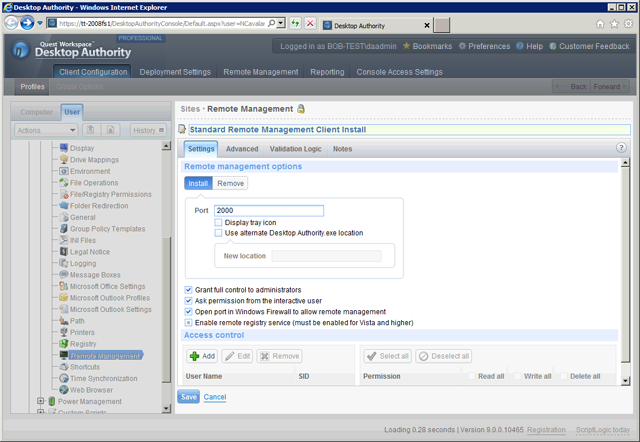 Desktop Authority - Windows Internet Explorer
https://tt-2008fs1/DesktopAuthorityConsole/Default.aspx?user=NCavalar
Desktop Authority
PROFESSIONAL
Quest Workspace™
Desktop Authority
Logged in as BOB-TEST\daadmin
Bookmarks
Preferences
Help
Customer Feedback
Client Configuration
Deployment Settings
Remote Management
Reporting
Console Access Settings
Profiles
Global Options
Back
Forward
Computer
User
Actions
History
Display
Drive Mappings
Environment
File Operations
File/Registry Permissions
Folder Redirection
General
Group Policy Templates
INI Files
Legal Notice
Logging
Message Boxes
Microsoft Office Settings
Microsoft Outlook Profiles
Microsoft Outlook Settings
Path
Printers
Registry
Remote Management
Shortcuts
Time Synchronization
Web Browser
Power Management
Custom Scripts
Sites • Remote Management
Standard Remote Management Client Install
Settings
Advanced
Validation Logic
Notes
?
Remote management options
Install
Remove
Port
2000
Display tray icon
Use alternate Desktop Authority.exe location
New location
Grant full control to administrators
Ask permission from the interactive user
Open port in Windows Firewall to allow remote management
Enable remote registry service (must be enabled for Vista and higher)
Access control
Add
Edit
Remove
Select all
Deselect all
User Name
SID
Permission
Read all
Write all
Delete all
Save
Cancel
Loading 0.28 seconds | Version 9.0.0.10465
Registration
ScriptLogic today